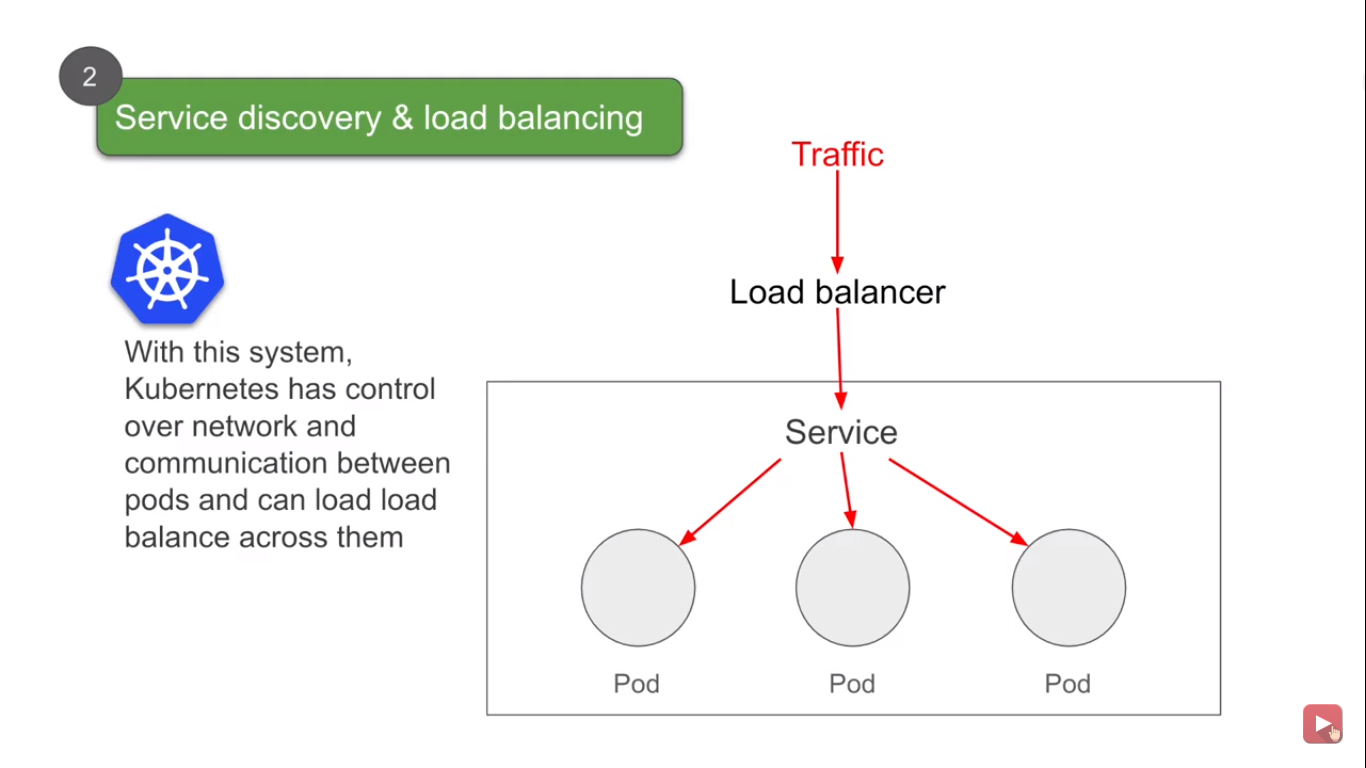 2
Service discovery & load balancing
Traffic
Load balancer
With this system,
Kubernetes has control
over network and
communication between
pods and can load load
balance across them
Service
Pod
Pod
Pod